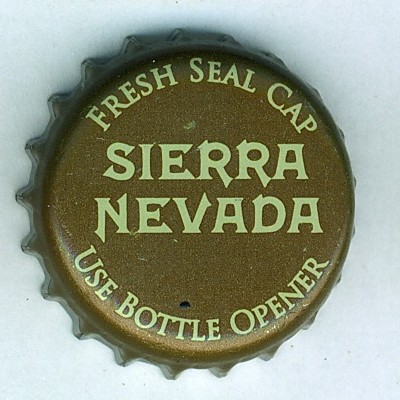 FRESH SEAL CAP
SIERRA
NEVADA
USE BOTTLE OPENER